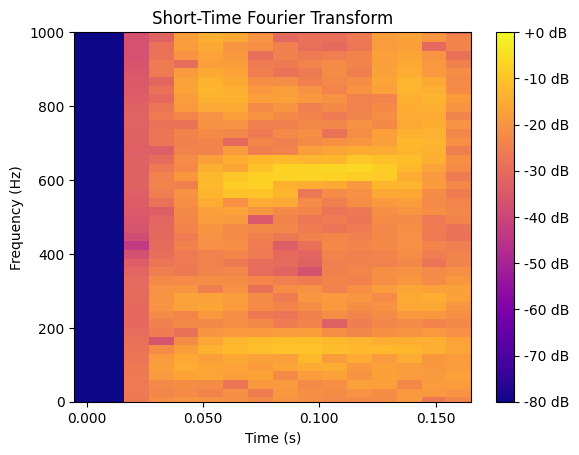 Short-Time Fourier Transform
Frequency (Hz)
1000
800
600
400
200
0
0.000
0.050
0.100
0.150
Time (s)
+0 dB
-10 dB
-20 dB
-30 dB
-40 dB
-50 dB
-60 dB
-70 dB
-80 dB